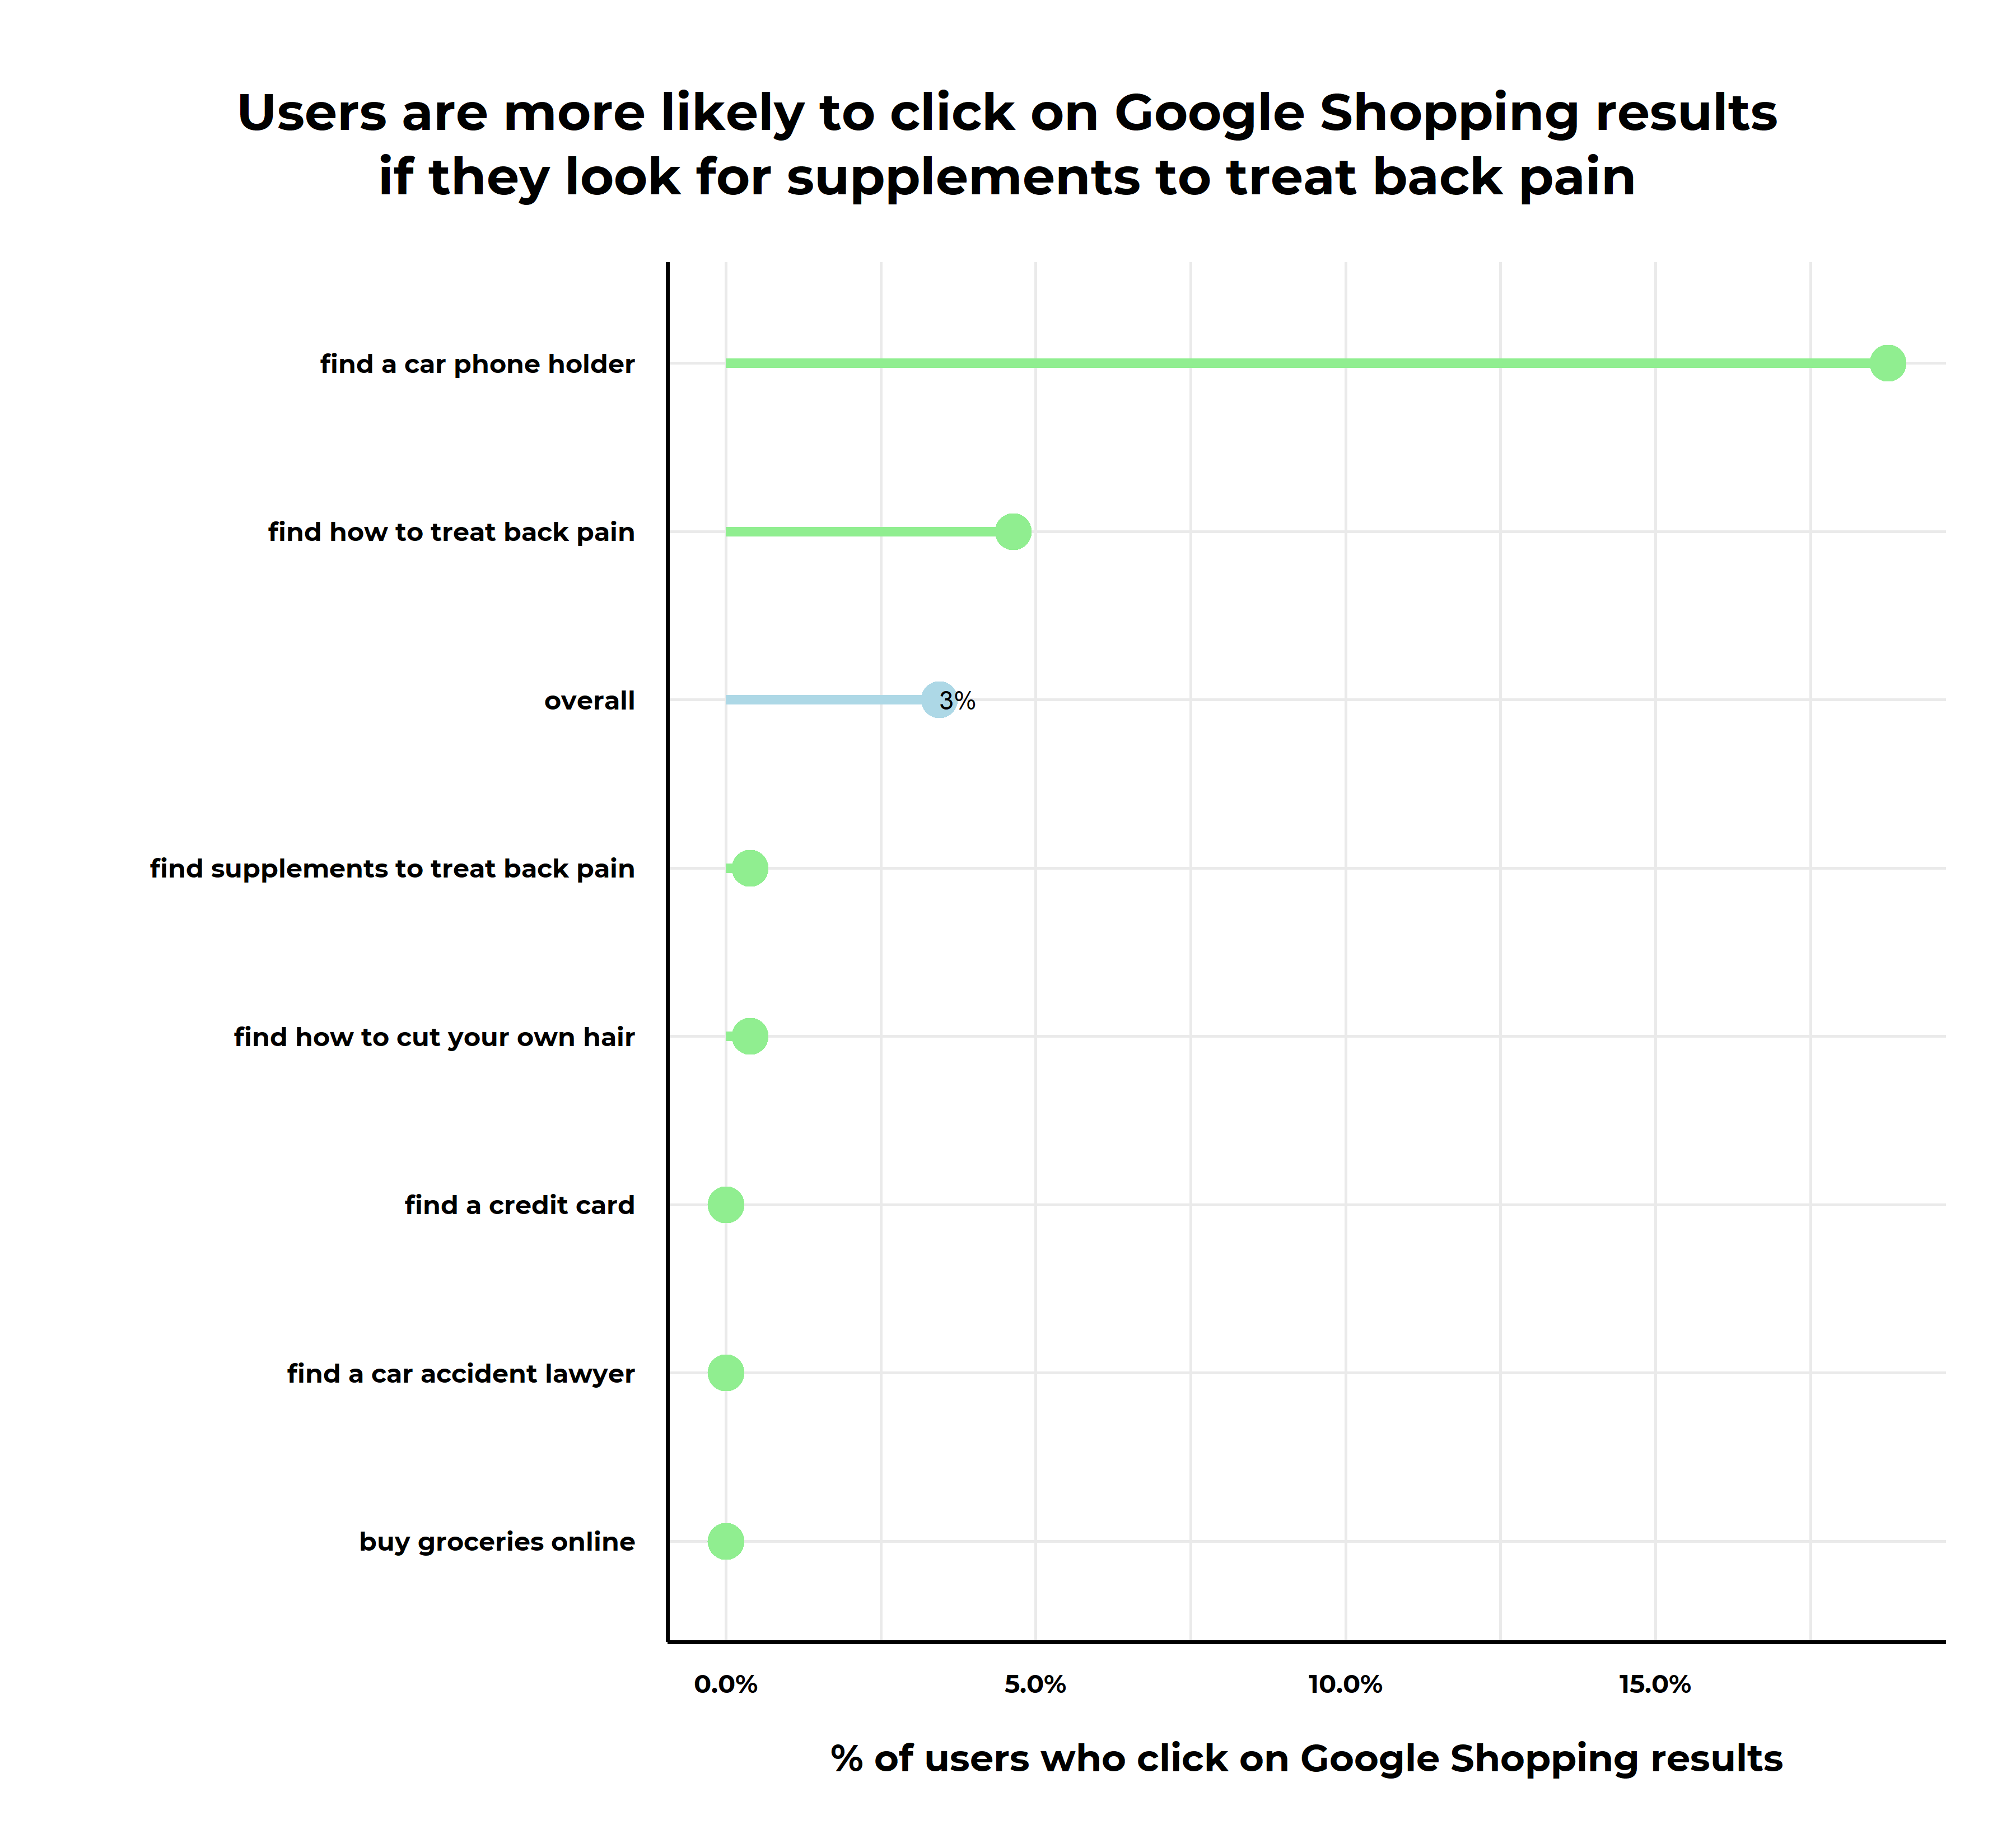 Users are more likely to click on Google Shopping results
if they look for supplements to treat back pain
find a car phone holder
find how to treat back pain
overall
3%
find supplements to treat back pain
find how to cut your own hair
find a credit card
find a car accident lawyer
buy groceries online
0.0%
5.0%
10.0%
15.0%
% of users who click on Google Shopping results